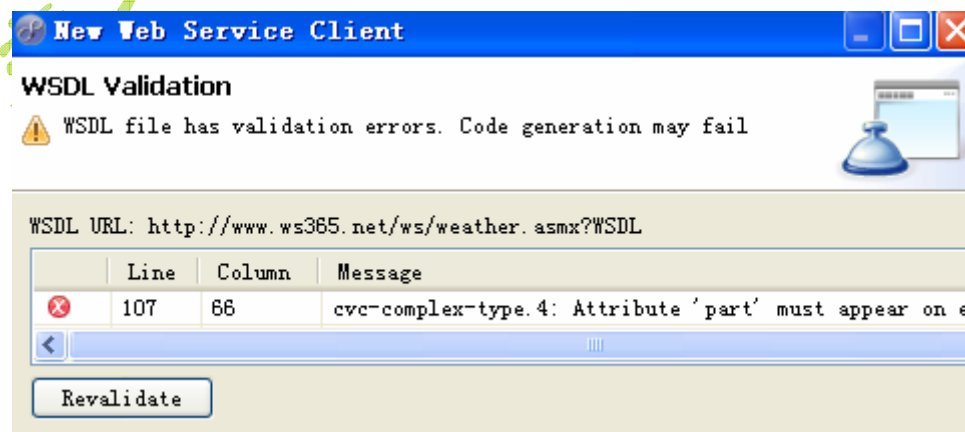 New Web Service Client
WSDL Validation
WSDL file has validation errors. Code generation may fail
WSDL URL: http://www.ws365.net/ws/weather.asmx?WSDL
Line Column Message
107 66 cvc-complex-type.4: Attribute 'part' must appear on e
Revalidate